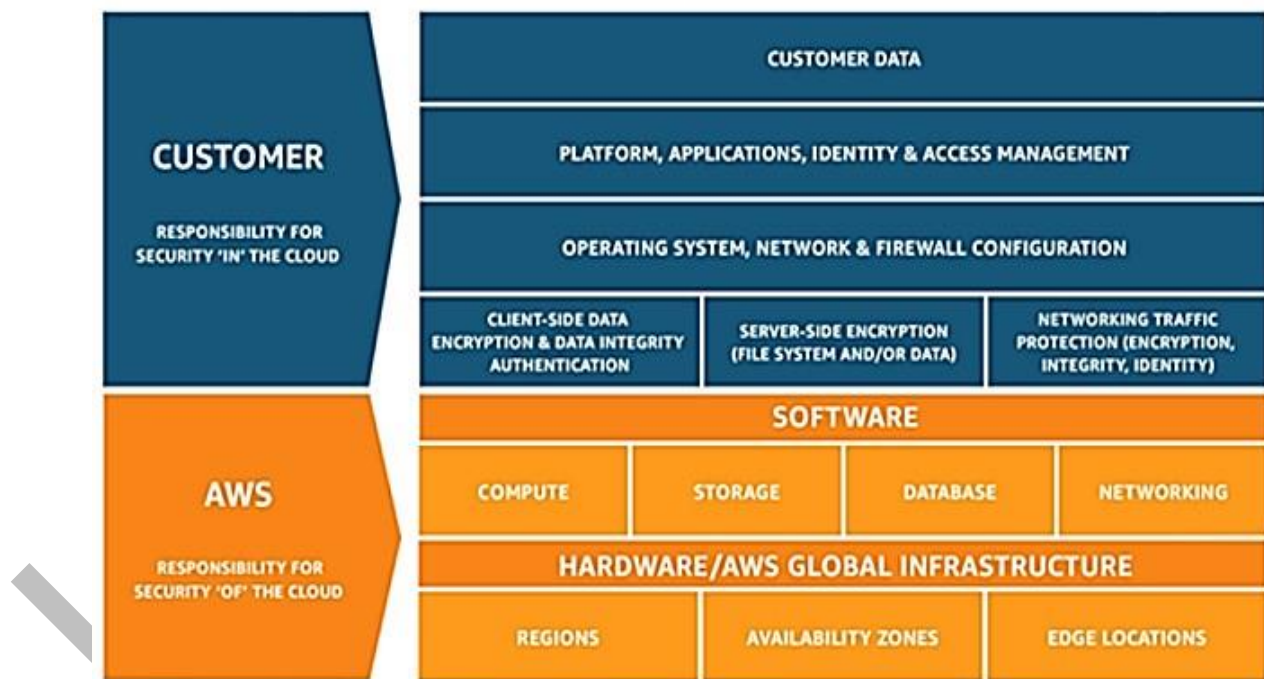 CUSTOMER
RESPONSIBILITY FOR
SECURITY 'IN' THE CLOUD
CUSTOMER DATA
PLATFORM, APPLICATIONS, IDENTITY & ACCESS MANAGEMENT
OPERATING SYSTEM, NETWORK & FIREWALL CONFIGURATION
CLIENT-SIDE DATA
ENCRYPTION & DATA INTEGRITY
AUTHENTICATION
SERVER-SIDE ENCRYPTION
(FILE SYSTEM AND/OR DATA)
NETWORKING TRAFFIC
PROTECTION (ENCRYPTION,
INTEGRITY, IDENTITY)
AWS
RESPONSIBILITY FOR
SECURITY 'OF' THE CLOUD
SOFTWARE
COMPUTE
STORAGE
DATABASE
NETWORKING
HARDWARE/AWS GLOBAL INFRASTRUCTURE
REGIONS
AVAILABILITY ZONES
EDGE LOCATIONS